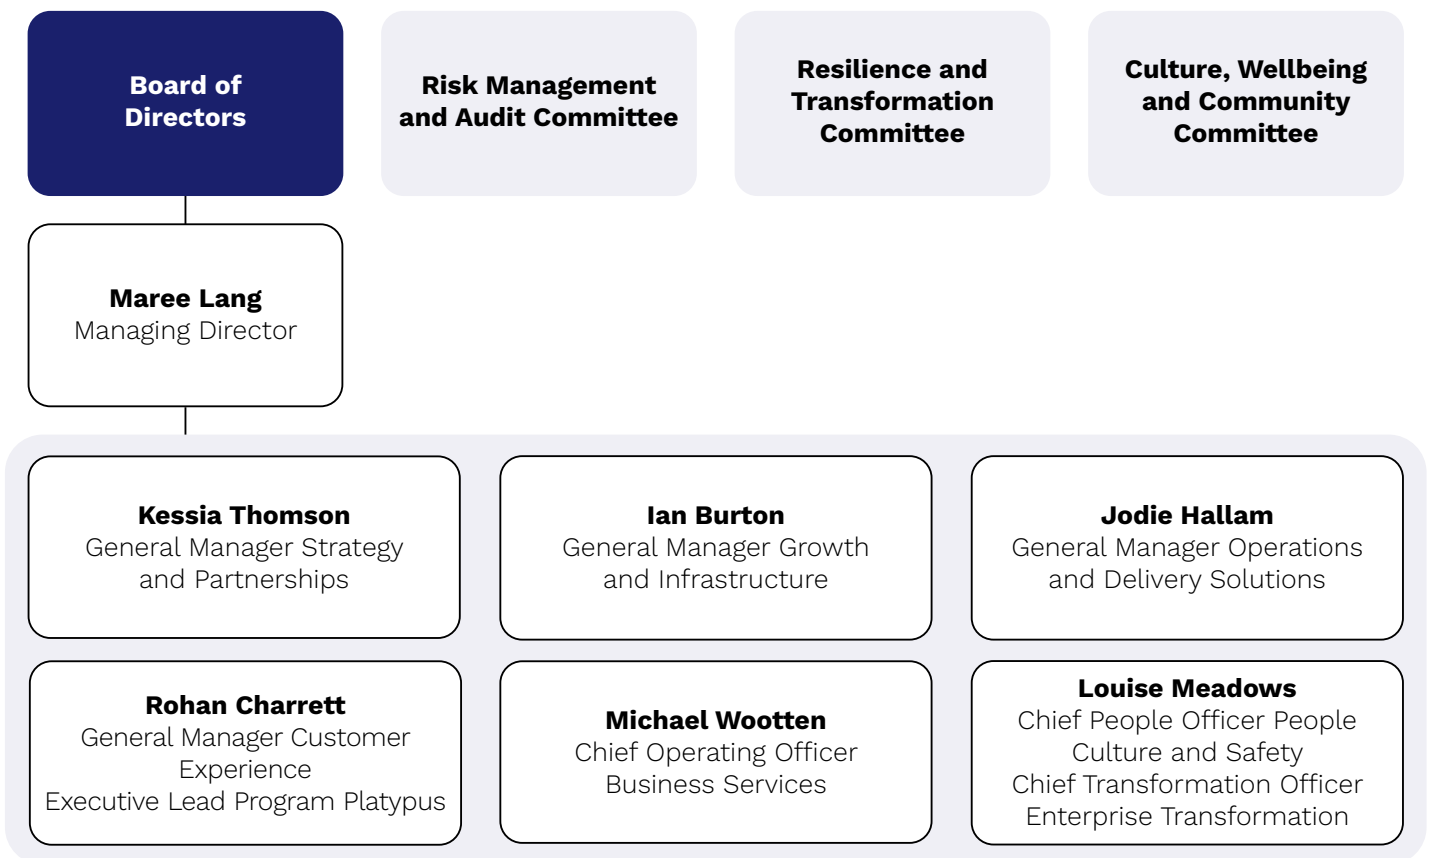 Board of
Directors
Risk Management
and Audit Committee
Resilience and
Transformation
Committee
Culture, Wellbeing
and Community
Committee
Maree Lang
Managing Director
Kessia Thomson
General Manager Strategy
and Partnerships
Ian Burton
General Manager Growth
and Infrastructure
Jodie Hallam
General Manager Operations
and Delivery Solutions
Rohan Charrett
General Manager Customer
Experience
Executive Lead Program Platypus
Michael Wootten
Chief Operating Officer
Business Services
Louise Meadows
Chief People Officer People
Culture and Safety
Chief Transformation Officer
Enterprise Transformation